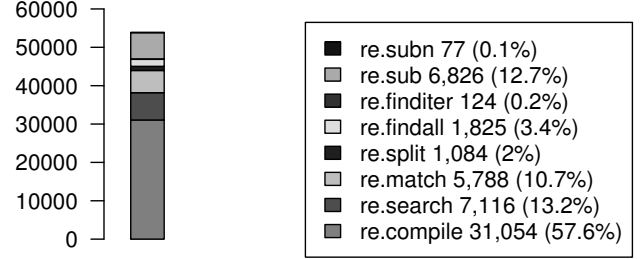 60000
50000
40000
30000
20000
10000
0
re.subn 77 (0.1%)
re.sub 6,826 (12.7%)
re.finditer 124 (0.2%)
re.findall 1,825 (3.4%)
re.split 1,084 (2%)
re.match 5,788 (10.7%)
re.search 7,116 (13.2%)
re.compile 31,054 (57.6%)